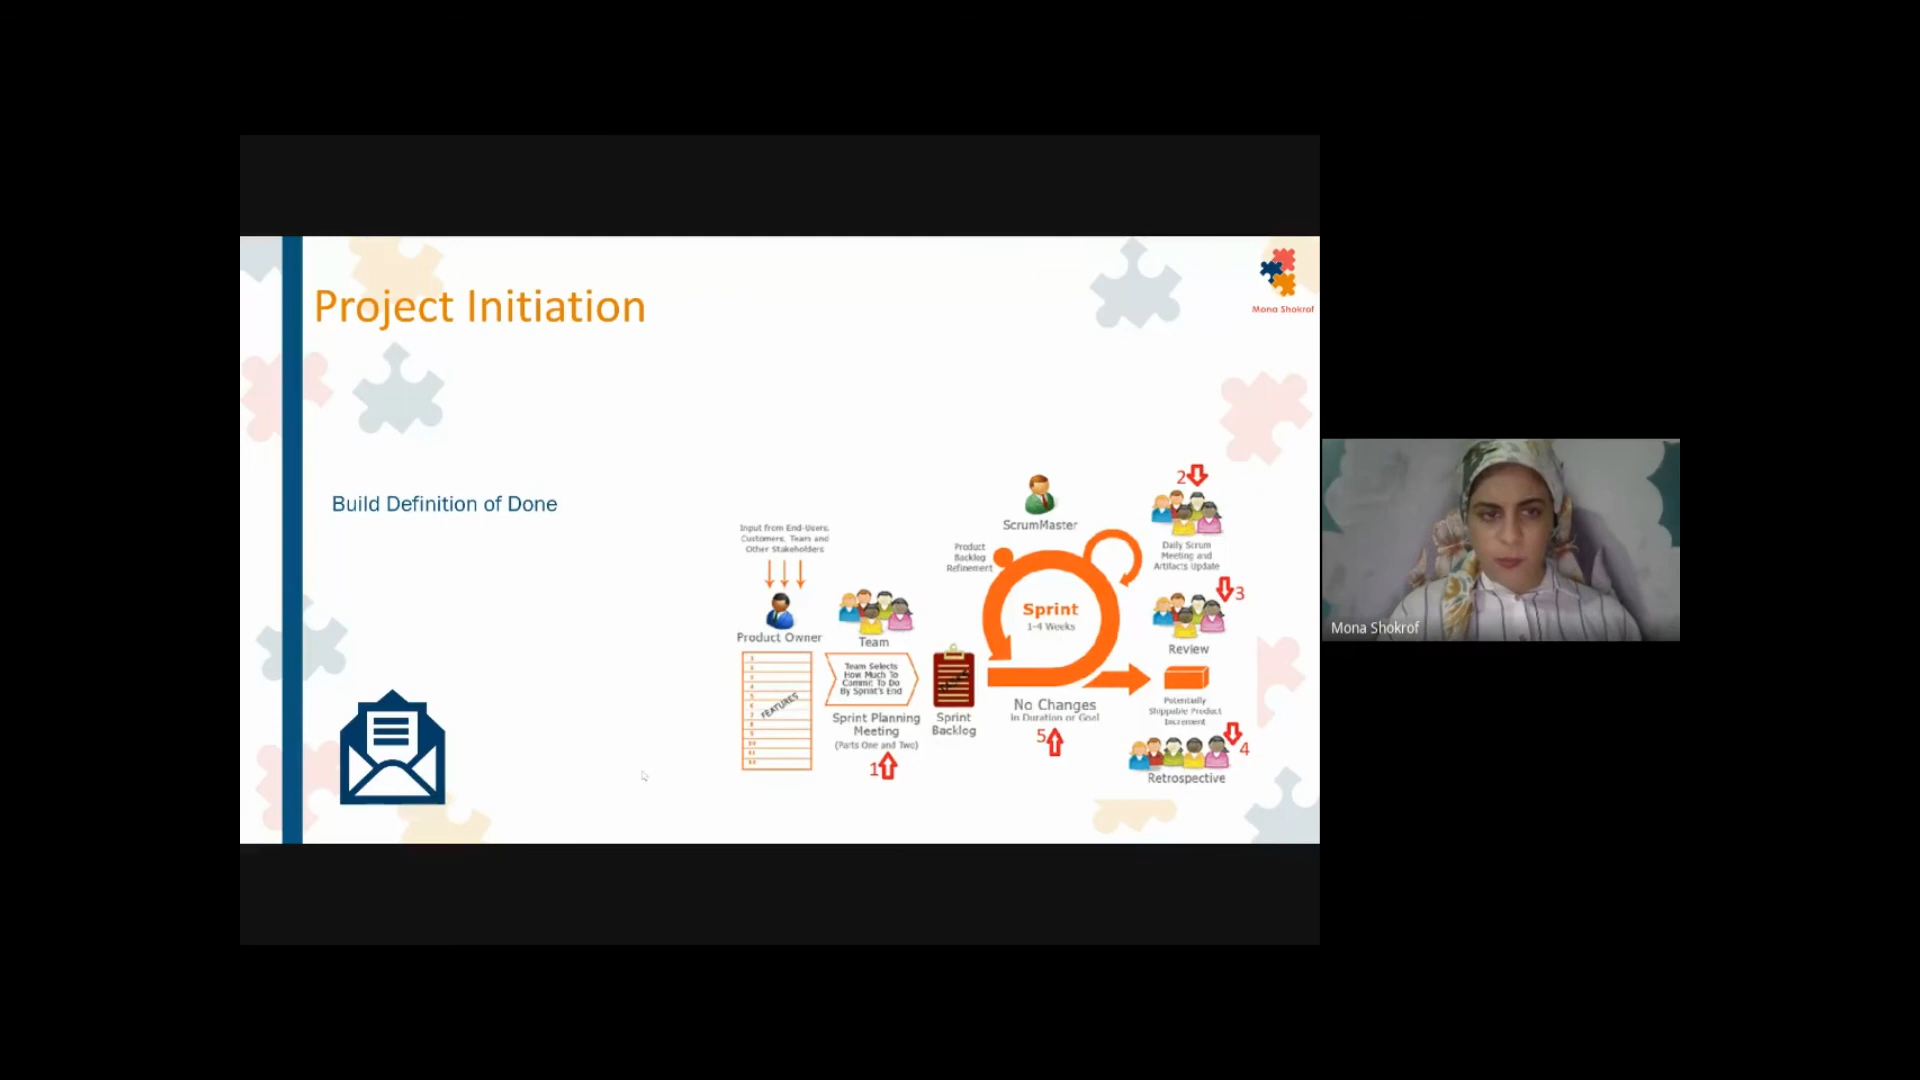 Project Initiation
Mona Shokrof
Build Definition of Done
Input from End-Users,
Customers, Team and
Other Stakeholders
Product Owner
FEATURES
Team
Team Selects
How Much To
Commit To Do
By Sprint's End
Sprint Planning
Meeting
(Parts One and Two)
1
Sprint
Backlog
ScrumMaster
Product
Backlog
Refinement
Sprint
1-4 Weeks
No Changes
in Duration or Goal
5
2
Daily Scrum
Meeting and
Artifacts Update
3
Review
Potentially
Shippable Product
Increment
4
Retrospective
Mona Shokrof